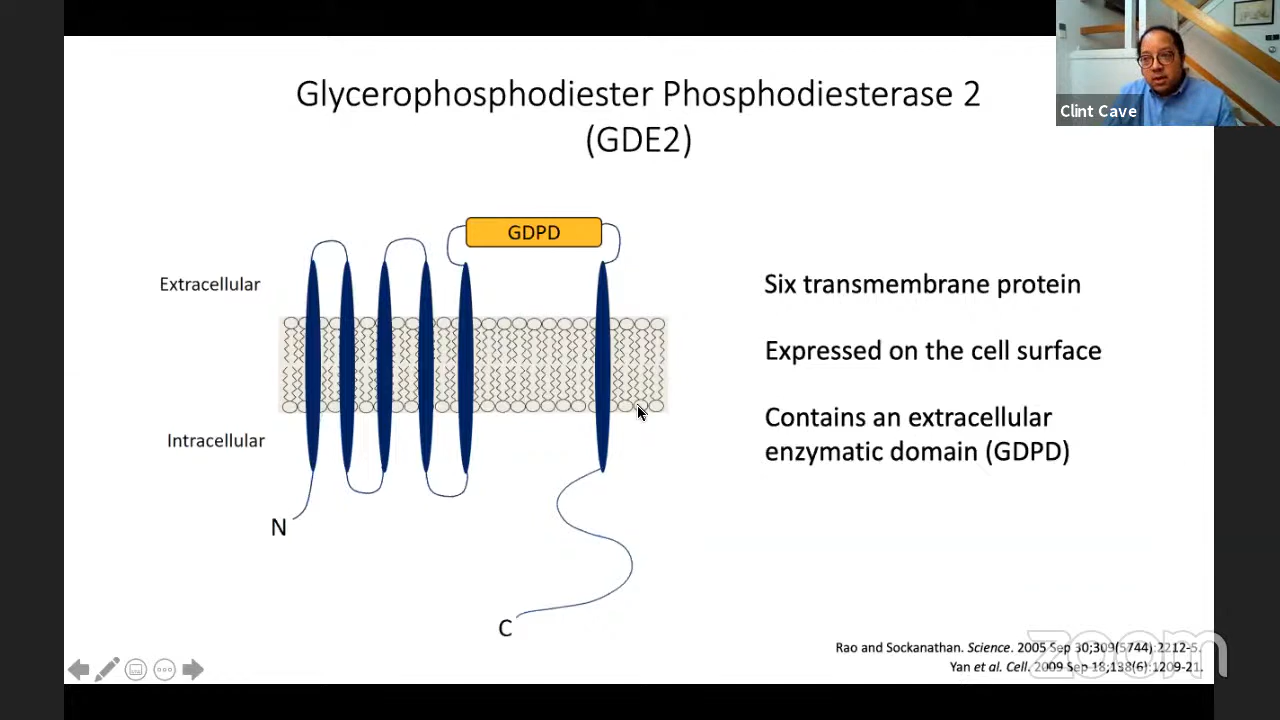 Clint Cave
Glycerophosphodiester Phosphodiesterase 2
(GDE2)
GDPD
Extracellular
Intracellular
N
C
Six transmembrane protein
Expressed on the cell surface
Contains an extracellular
enzymatic domain (GDPD)
Rao and Sockanathan. Science. 2005 Sep 30;309(5744):2212-5.
Yan et al. Cell. 2009 Sep 18;138(6):1209-21.
zoom